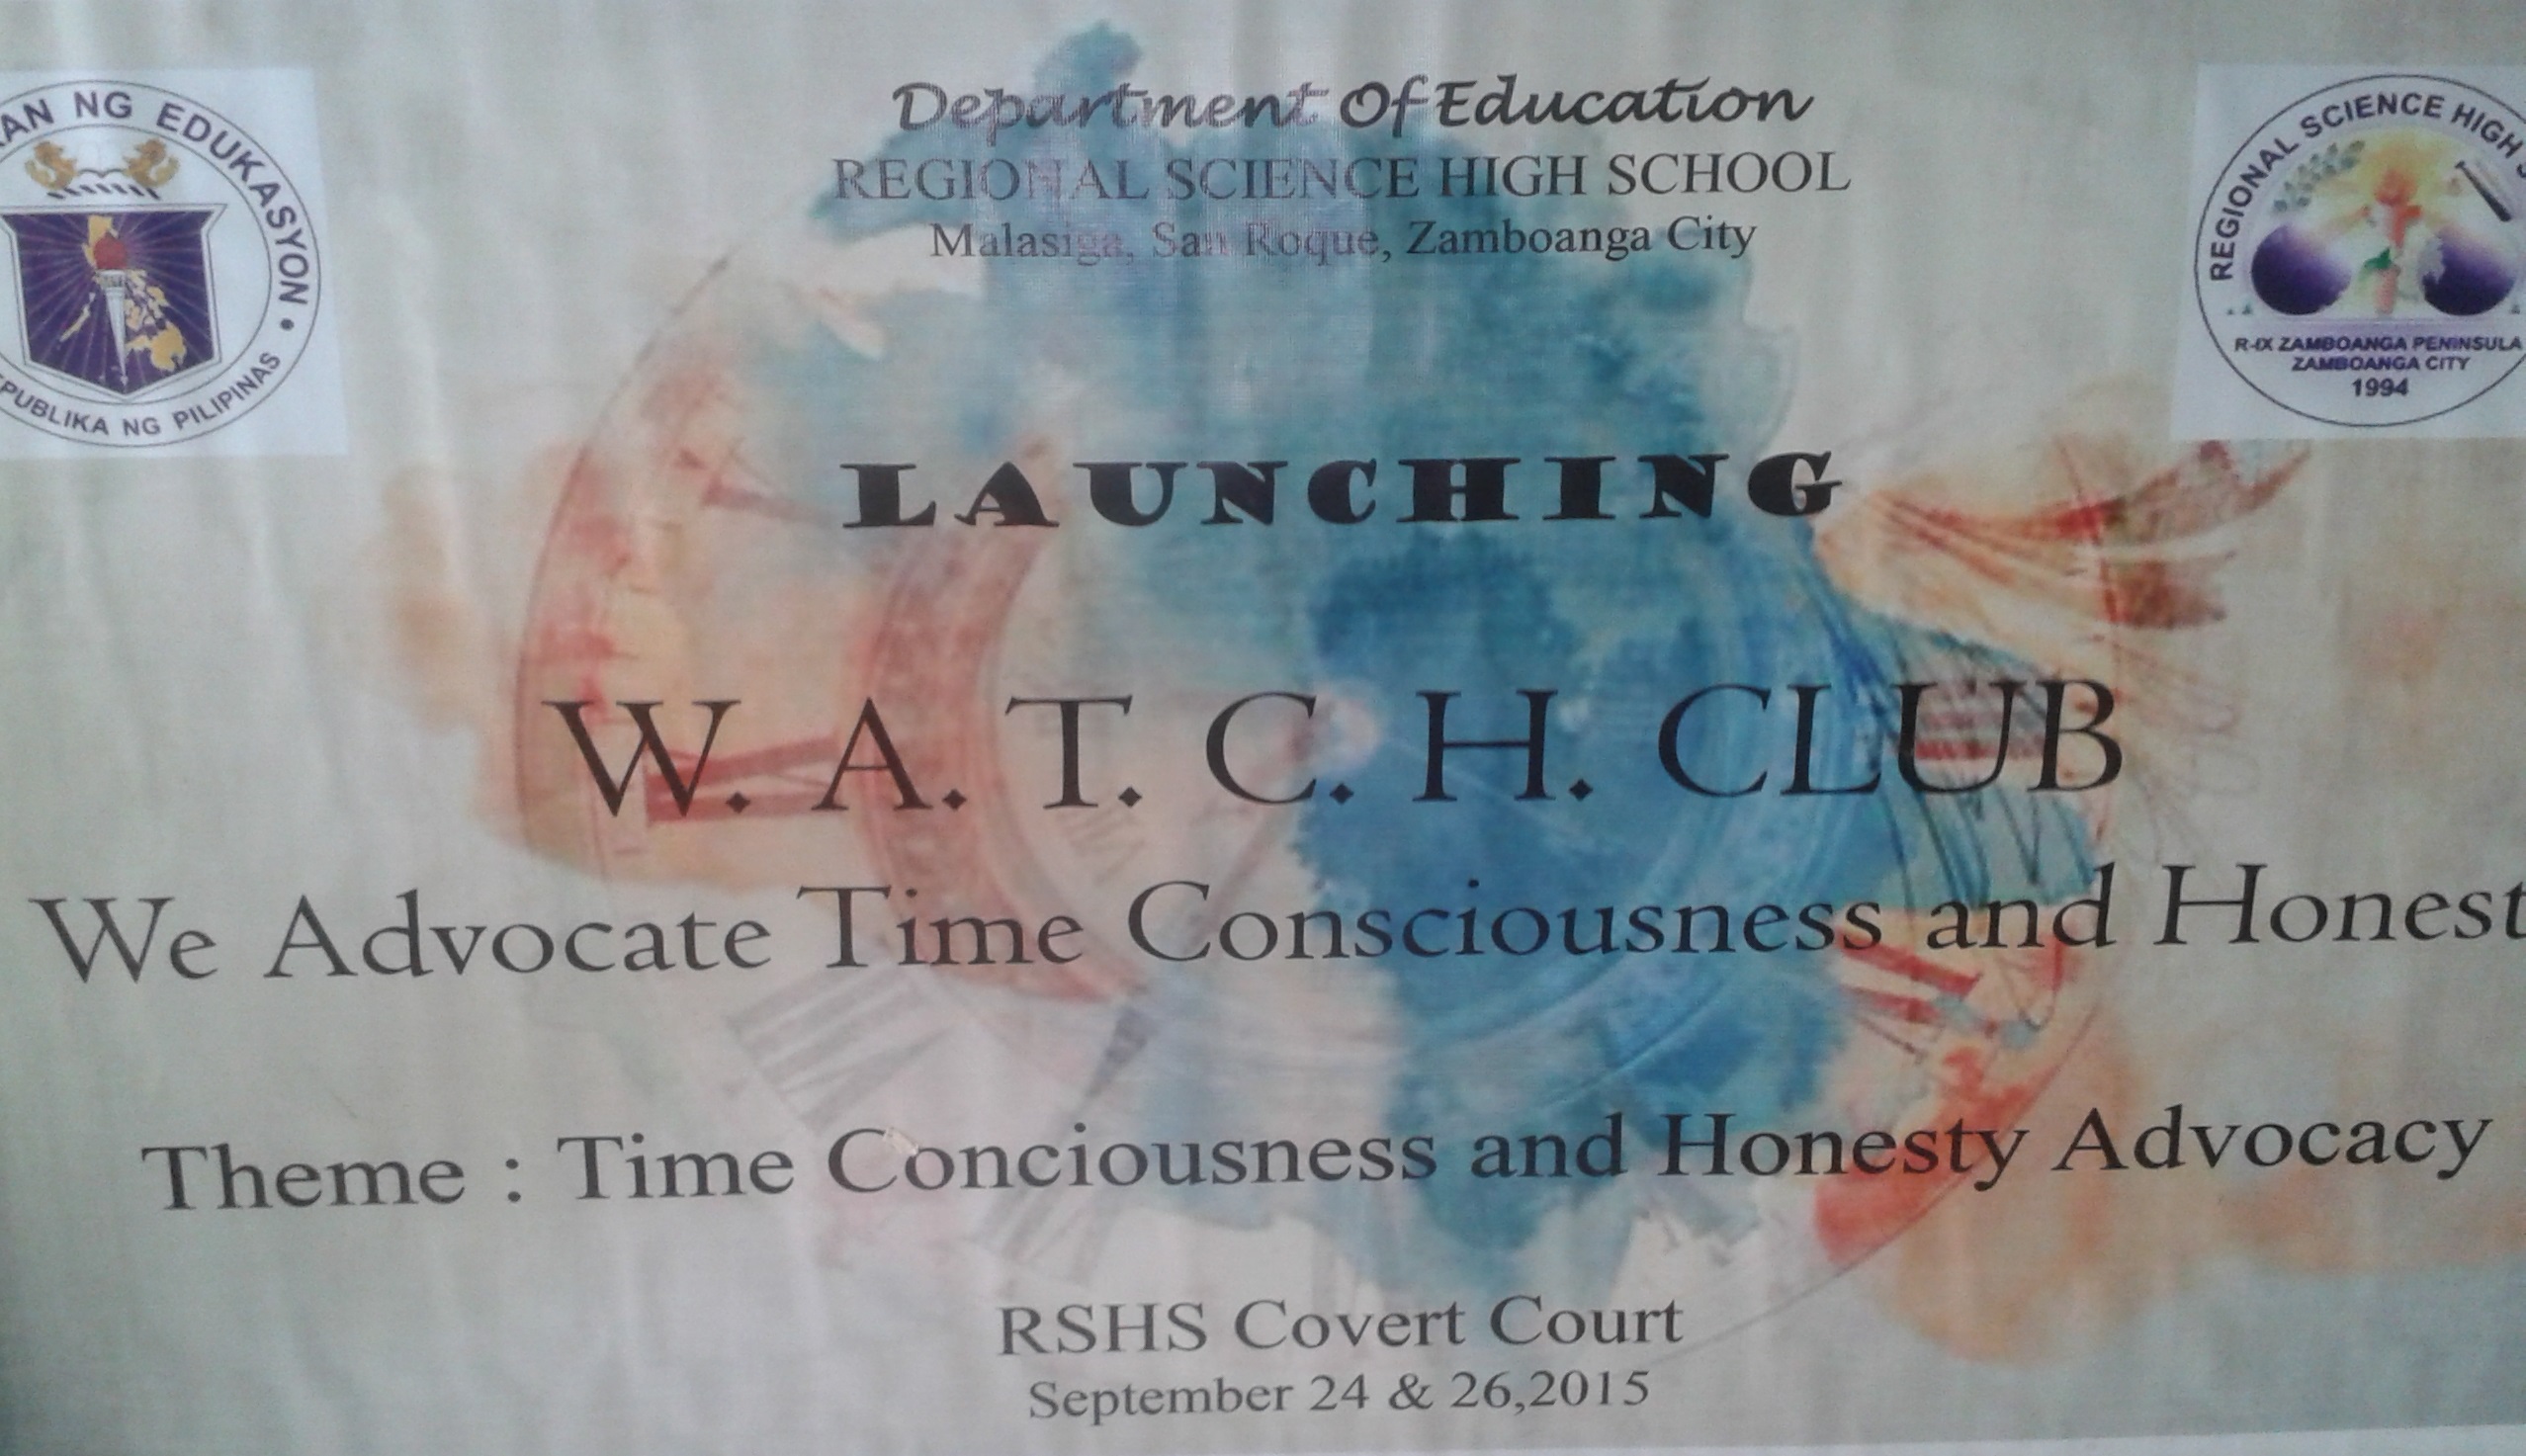 Department Of Education
REGIONAL SCIENCE HIGH SCHOOL
Malasiga, San Roque, Zamboanga City
AN NG EDUKASYON •
PUBLIKA NG PILIPINAS
REGIONAL SCIENCE HIGH
R-IX ZAMBOANGA PENINSULA
ZAMBOANGA CITY
1994
LAUNCHING
W. A. T. C. H. CLUB
We Advocate Time Consciousness and Honest
Theme : Time Conciousness and Honesty Advocacy
RSHS Covert Court
September 24 & 26,2015